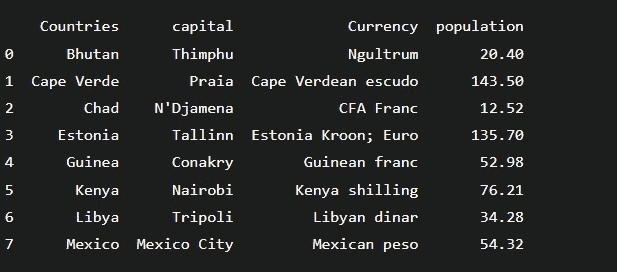 Countries capital Currency population
0 Bhutan Thimphu Ngultrum 20.40
1 Cape Verde Praia Cape Verdean escudo 143.50
2 Chad N'Djamena CFA Franc 12.52
3 Estonia Tallinn Estonia Kroon; Euro 135.70
4 Guinea Conakry Guinean franc 52.98
5 Kenya Nairobi Kenya shilling 76.21
6 Libya Tripoli Libyan dinar 34.28
7 Mexico Mexico City Mexican peso 54.32